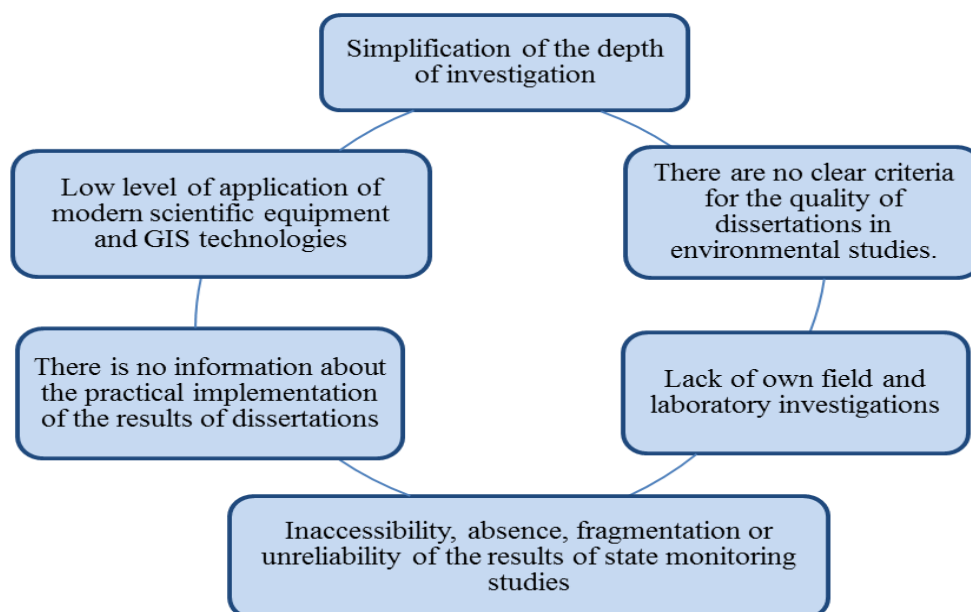 Simplification of the depth
of investigation
Low level of application of
modern scientific equipment
and GIS technologies
There are no clear criteria
for the quality of
dissertations in
environmental studies.
There is no information about
the practical implementation
of the results of dissertations
Lack of own field and
laboratory investigations
Inaccessibility, absence, fragmentation or
unreliability of the results of state monitoring
studies